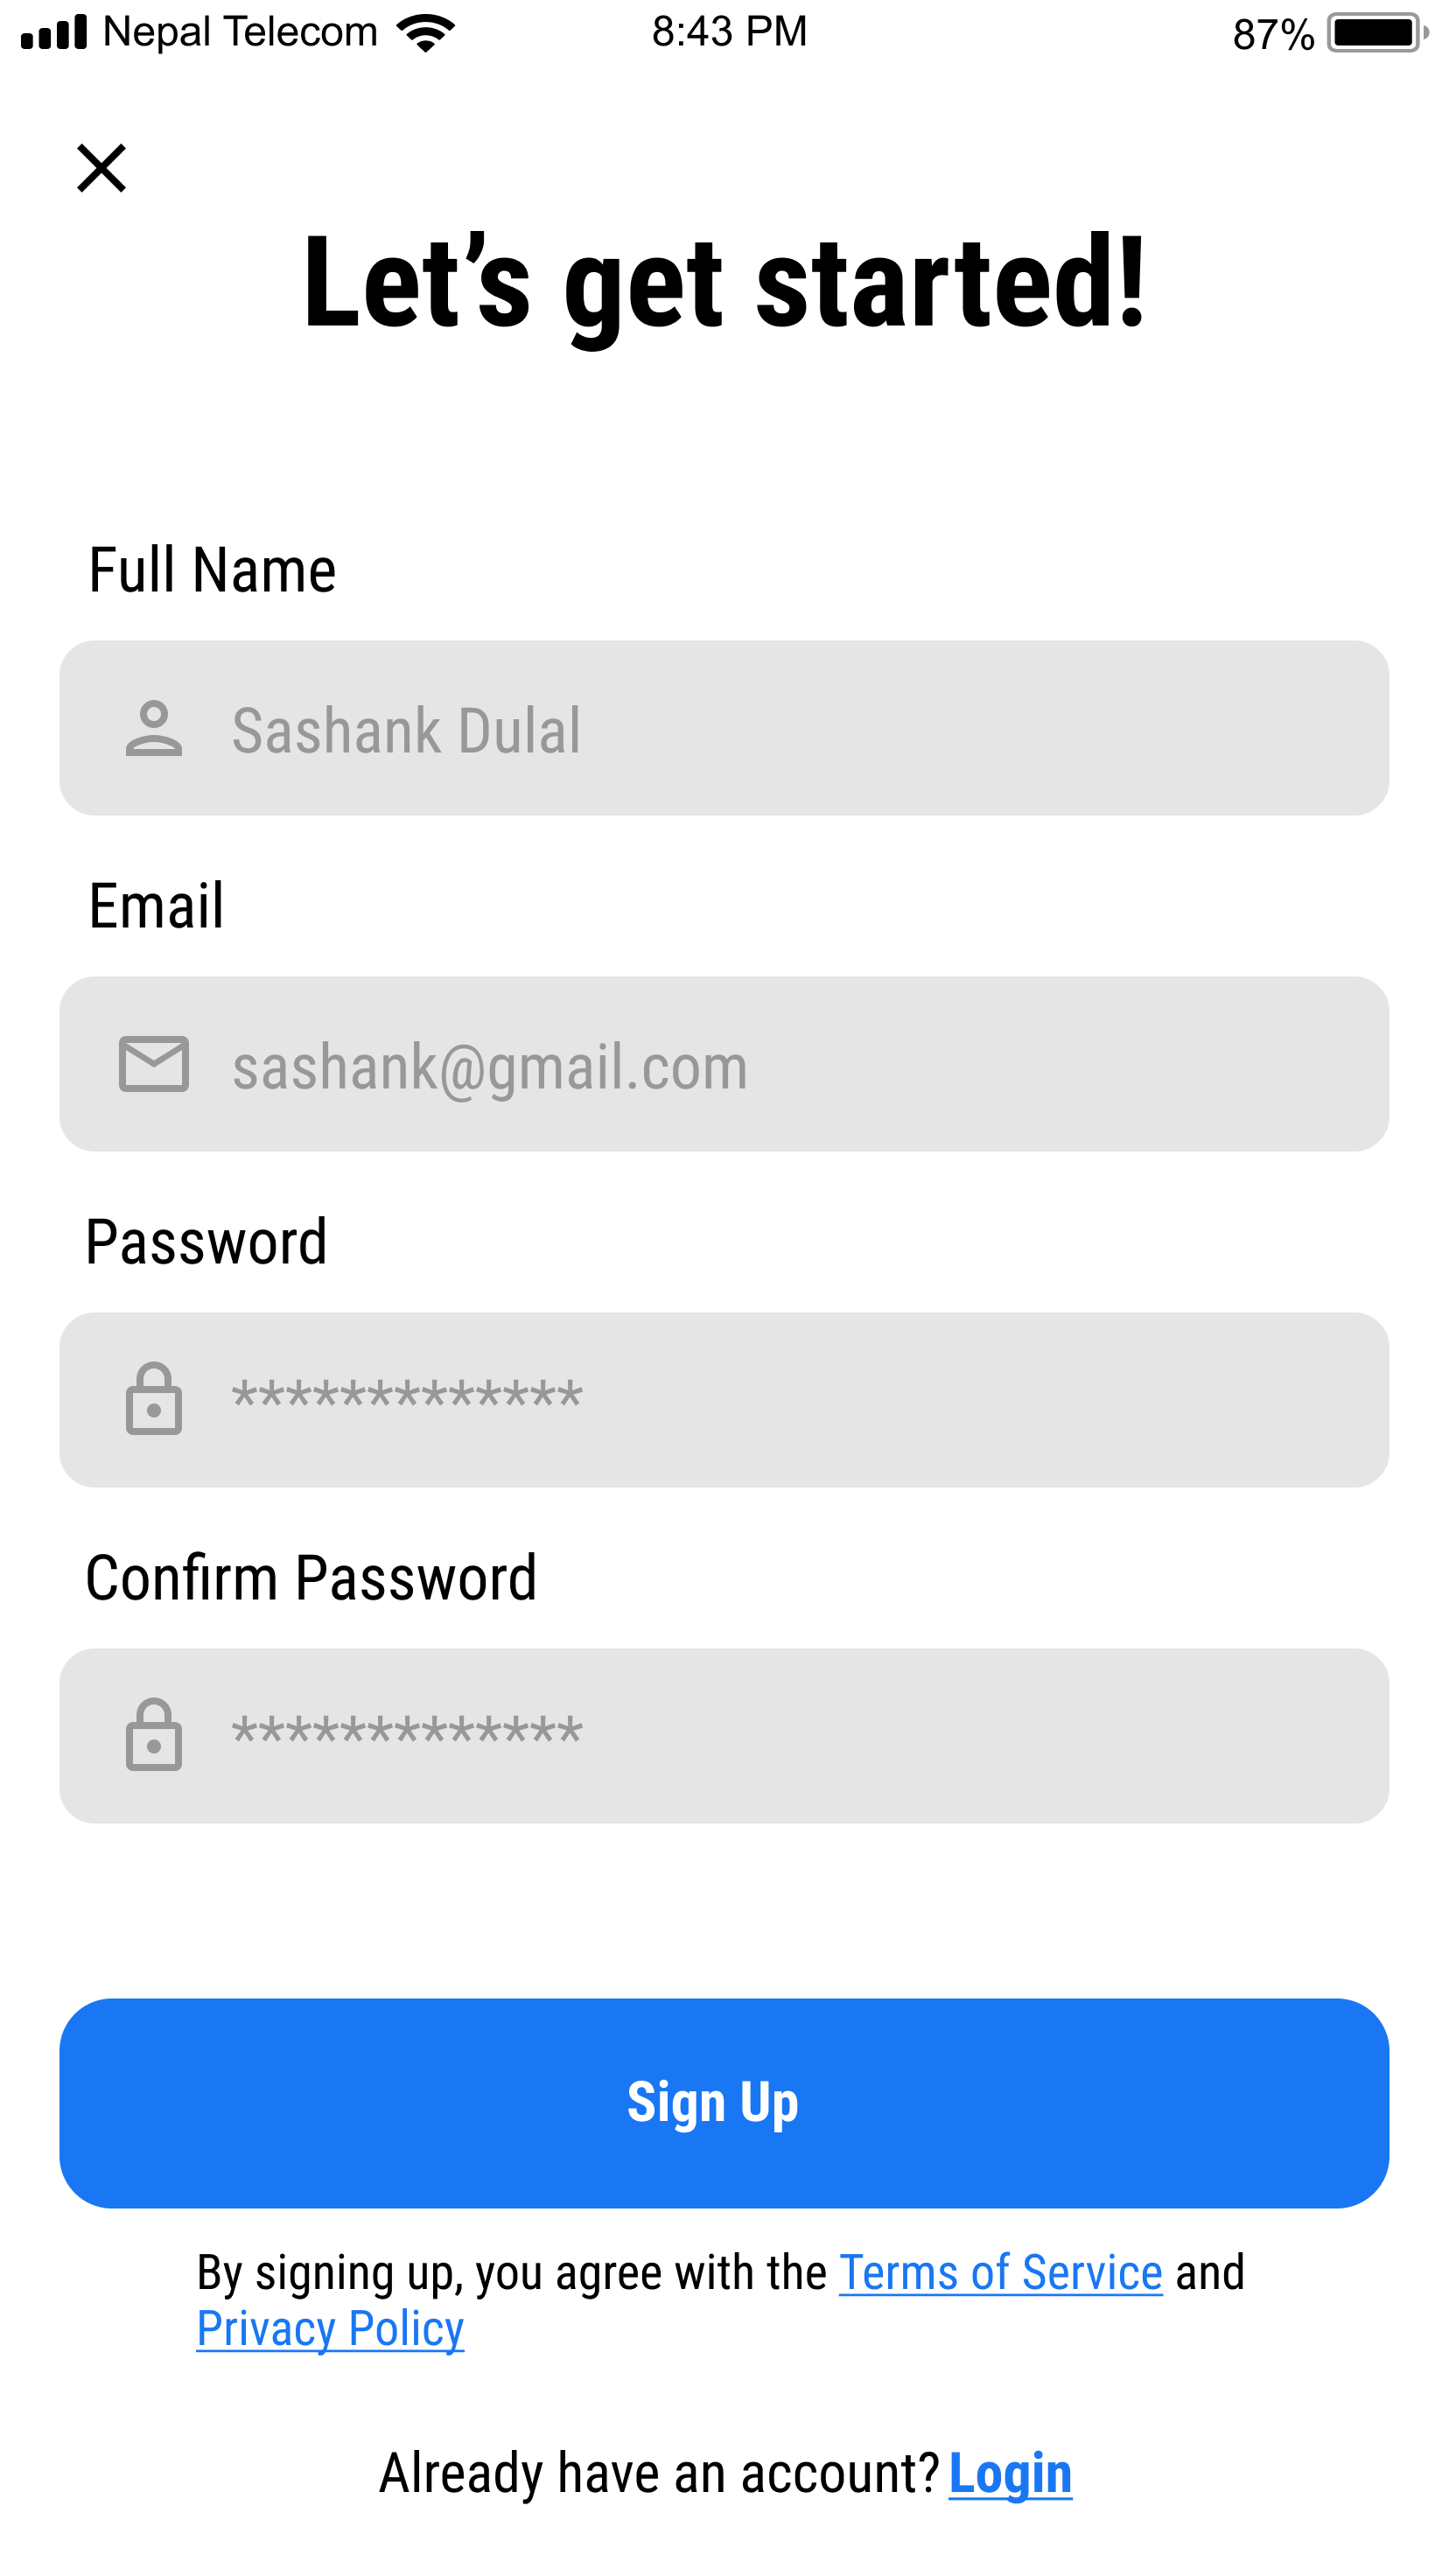 Nepal Telecom 8:43 PM 87%
Let’s get started!
Full Name
Sashank Dulal
Email
sashank@gmail.com
Password
*************
Confirm Password
*************
Sign Up
By signing up, you agree with the Terms of Service and
Privacy Policy
Already have an account? Login